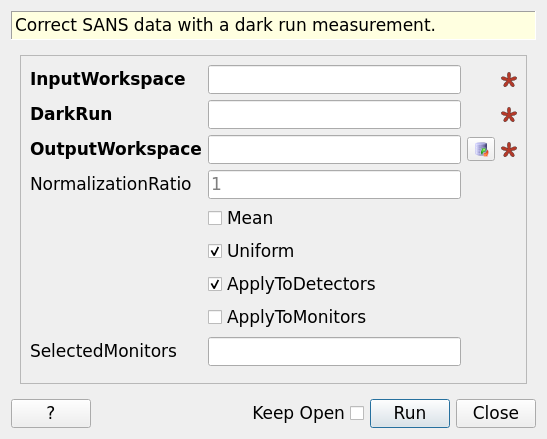 Correct SANS data with a dark run measurement.
InputWorkspace
DarkRun
OutputWorkspace
NormalizationRatio 1
Mean
Uniform
ApplyToDetectors
ApplyToMonitors
SelectedMonitors
? Keep Open Run Close